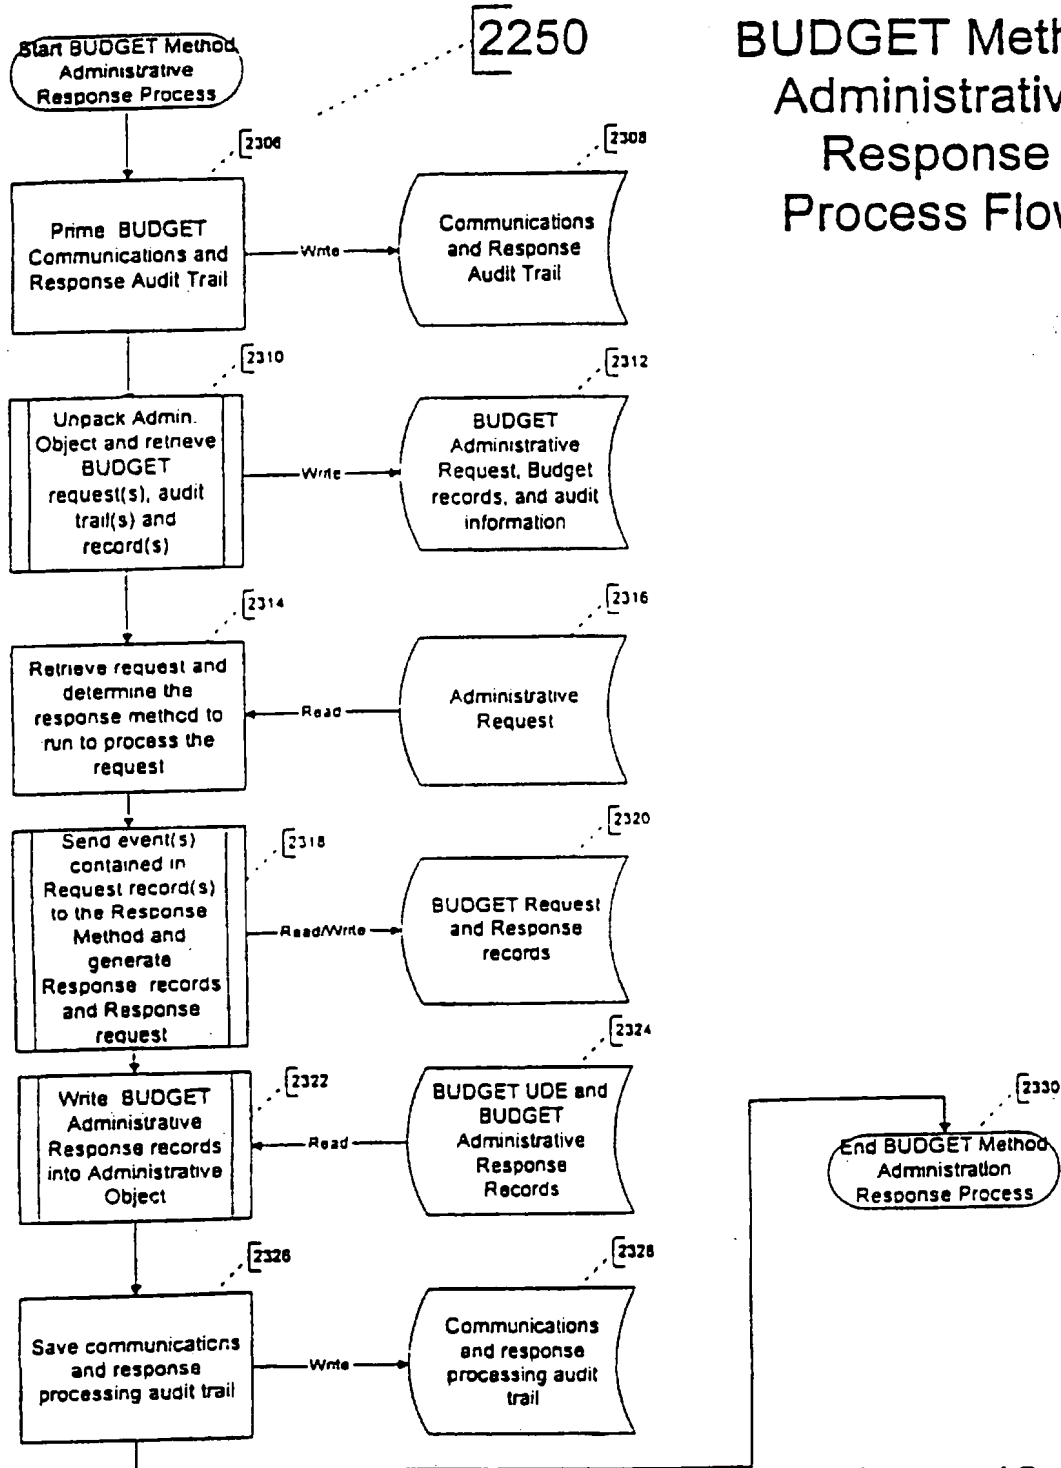 2250
BUDGET Meth
Administrativ
Response
Process Flow
Start BUDGET Method
Administrative
Response Process
2306
Prime BUDGET
Communications and
Response Audit Trail
Write
2308
Communications
and Response
Audit Trail
2310
Unpack Admin.
Object and retrieve
BUDGET
request(s), audit
trail(s) and
record(s)
Write
2312
BUDGET
Administrative
Request, Budget
records, and audit
information
2314
Retrieve request and
determine the
response method to
run to process the
request
Read
2316
Administrative
Request
2318
Send event(s)
contained in
Request record(s)
to the Response
Method and
generate
Response records
and Response
request
Read/Write
2320
BUDGET Request
and Response
records
2322
Write BUDGET
Administrative
Response records
into Administrative
Object
Read
2324
BUDGET UDE and
BUDGET
Administrative
Response
Records
2326
Save communications
and response
processing audit trail
Write
2328
Communications
and response
processing audit
trail
2330
End BUDGET Method
Administration
Response Process